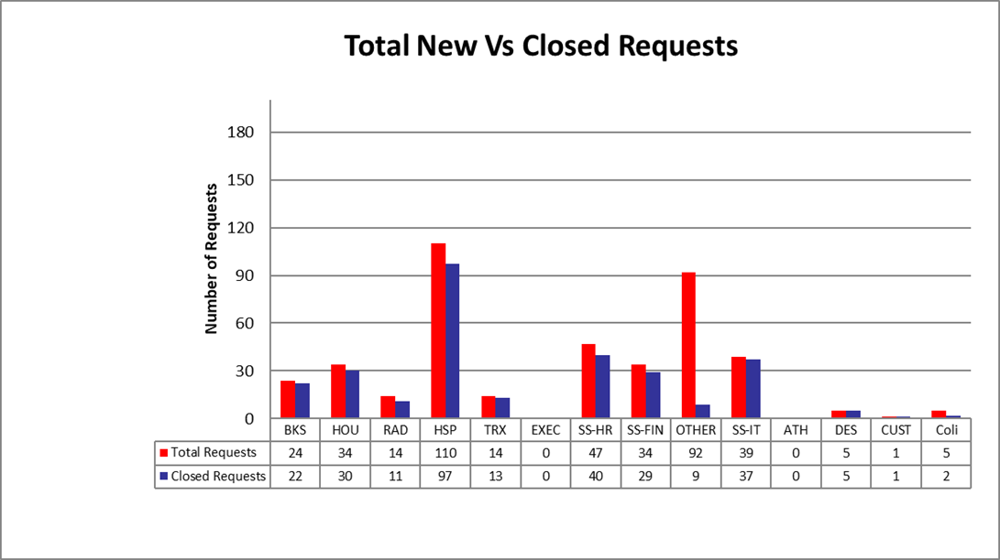 Total New Vs Closed Requests
Number of Requests
180
150
120
90
60
30
0
BKS HOU RAD HSP TRX EXEC SS-HR SS-FIN OTHER SS-IT ATH DES CUST Coli
Total Requests 24 34 14 110 14 0 47 34 92 39 0 5 1 5
Closed Requests 22 30 11 97 13 0 40 29 9 37 0 5 1 2